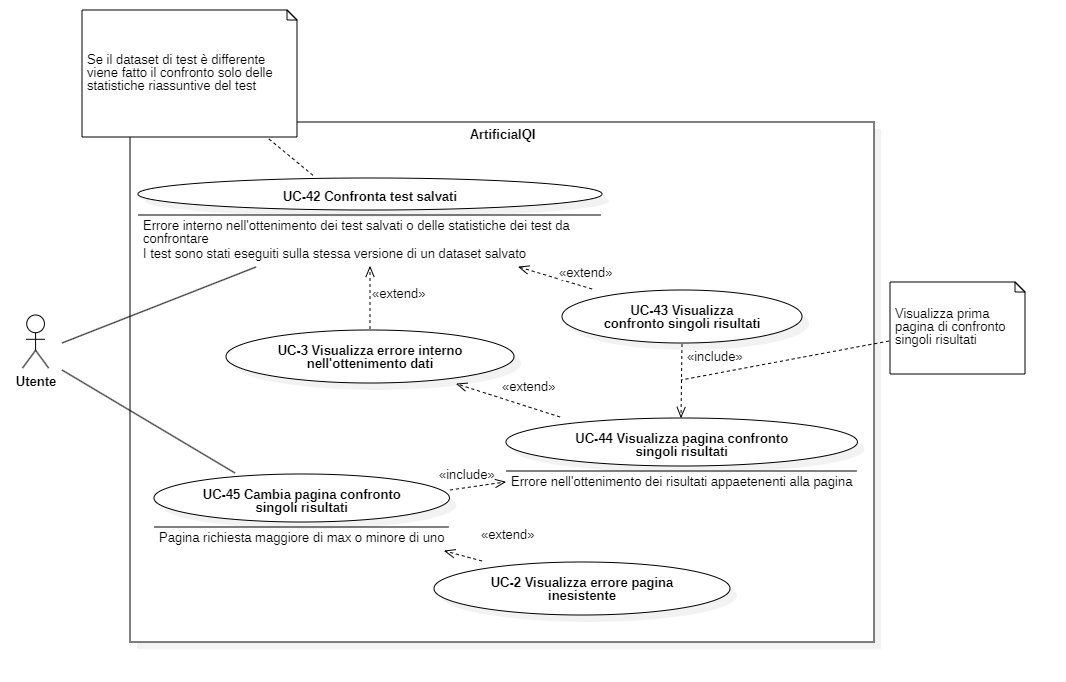 Se il dataset di test è differente
viene fatto il confronto solo delle
statistiche riassuntive del test
ArtificialQI
UC-42 Confronta test salvati
Errore interno nell'ottenimento dei test salvati o delle statistiche dei test da
confrontare
I test sono stati eseguiti sulla stessa versione di un dataset salvato
«extend»
«extend»
UC-43 Visualizza
confronto singoli risultati
Visualizza prima
pagina di confronto
singoli risultati
UC-3 Visualizza errore interno
nell'ottenimento dati
«include»
Utente
«extend»
UC-44 Visualizza pagina confronto
singoli risultati
Errore nell'ottenimento dei risultati appaetenenti alla pagina
«include»
UC-45 Cambia pagina confronto
singoli risultati
Pagina richiesta maggiore di max o minore di uno
«extend»
UC-2 Visualizza errore pagina
inesistente